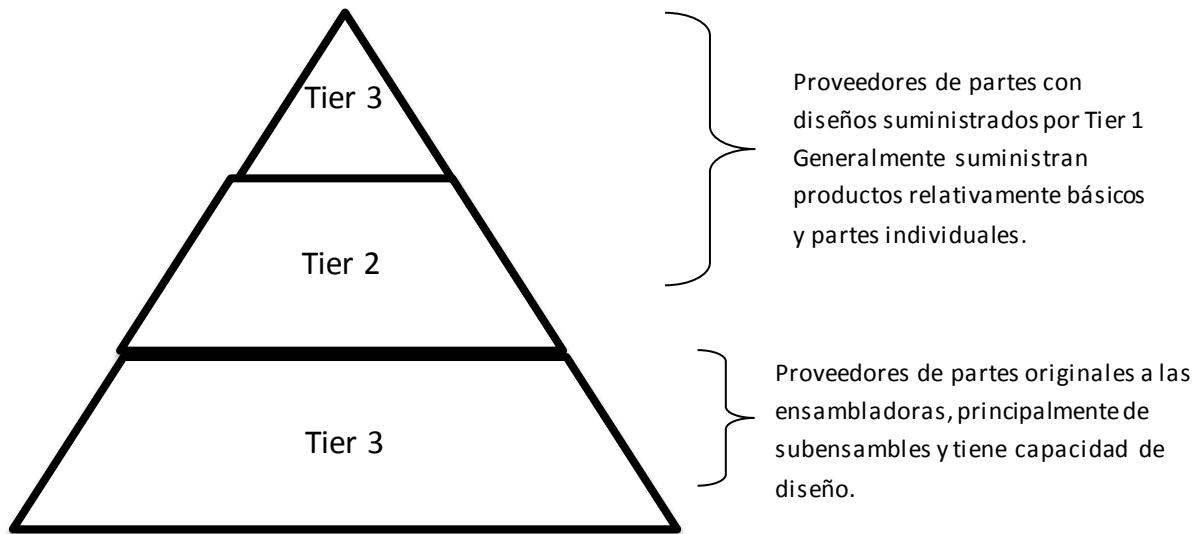 Tier 3
Proveedores de partes con
diseños suministrados por Tier 1
Generalmente suministran
productos relativamente básicos
y partes individuales.
Tier 2
Proveedores de partes originales a las
ensambladoras, principalmente de
subensambles y tiene capacidad de
diseño.
Tier 3